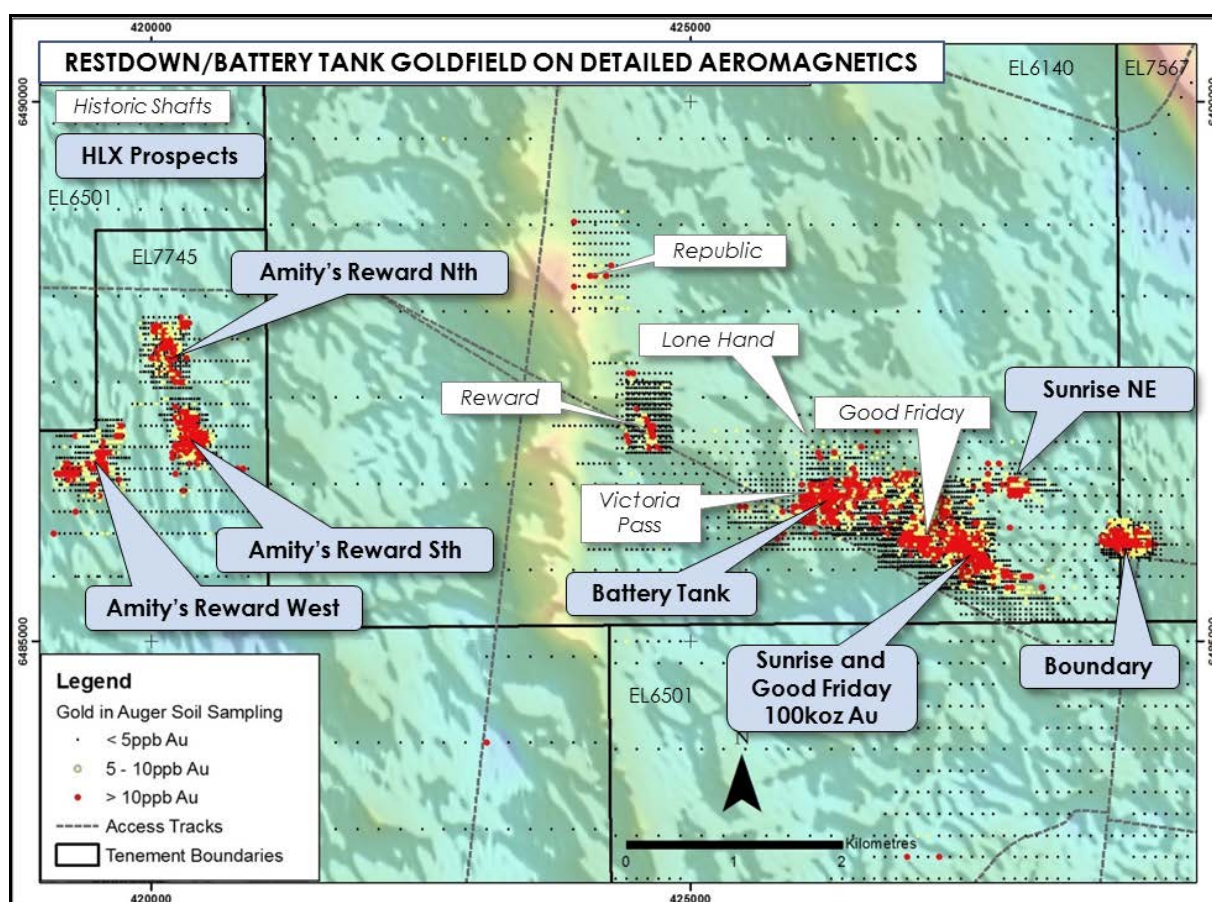 420000
425000
RESTDOWN/BATTERY TANK GOLDFIELD ON DETAILED AEROMAGNETICS
EL6140
EL7567
6490000
6490000
Historic Shafts
HLX Prospects
EL6501
EL7745
Amity's Reward Nth
Republic
Lone Hand
Reward
Good Friday
Sunrise NE
Victoria
Pass
Amity's Reward Sth
Battery Tank
Amity's Reward West
Sunrise and
Good Friday
100koz Au
Boundary
6485000
6485000
EL6501
Legend
Gold in Auger Soil Sampling
< 5ppb Au
5 - 10ppb Au
> 10ppb Au
Access Tracks
Tenement Boundaries
N
Kilometres
0
1
2
420000
425000